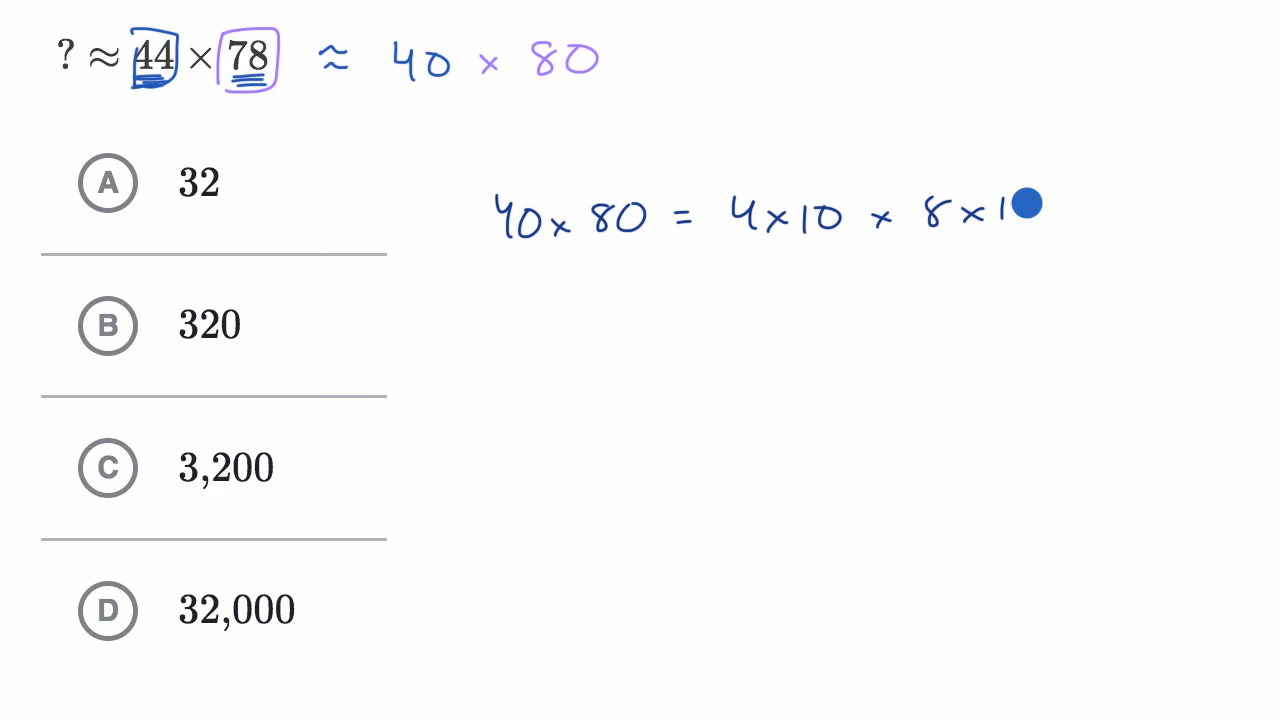 ? ≈ 44 × 78 ≈ 40 × 80
A 32
40 × 80 = 4 × 10 × 8 × 1
B 320
C 3,200
D 32,000